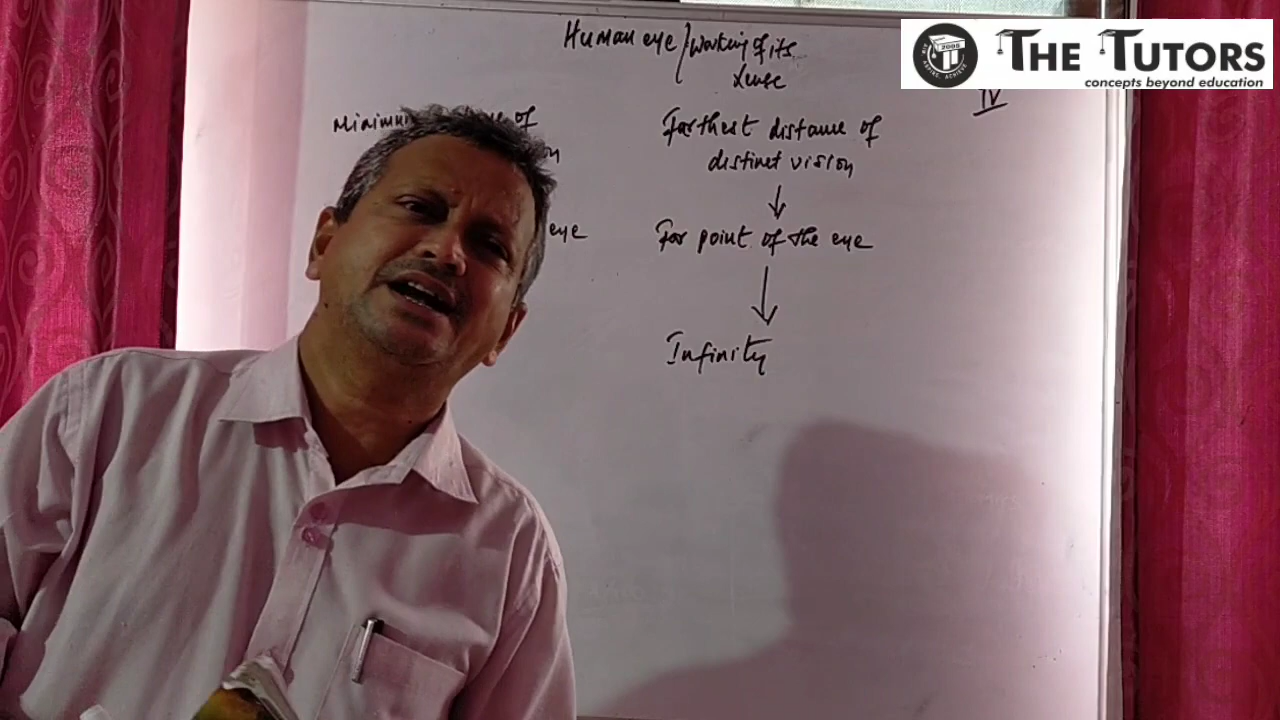 Human eye / working of its
Lense
IV
of
eye
Farthest distance of
distinct vision
Far point of the eye
Infinity
THE TUTORS
concepts beyond education
2005